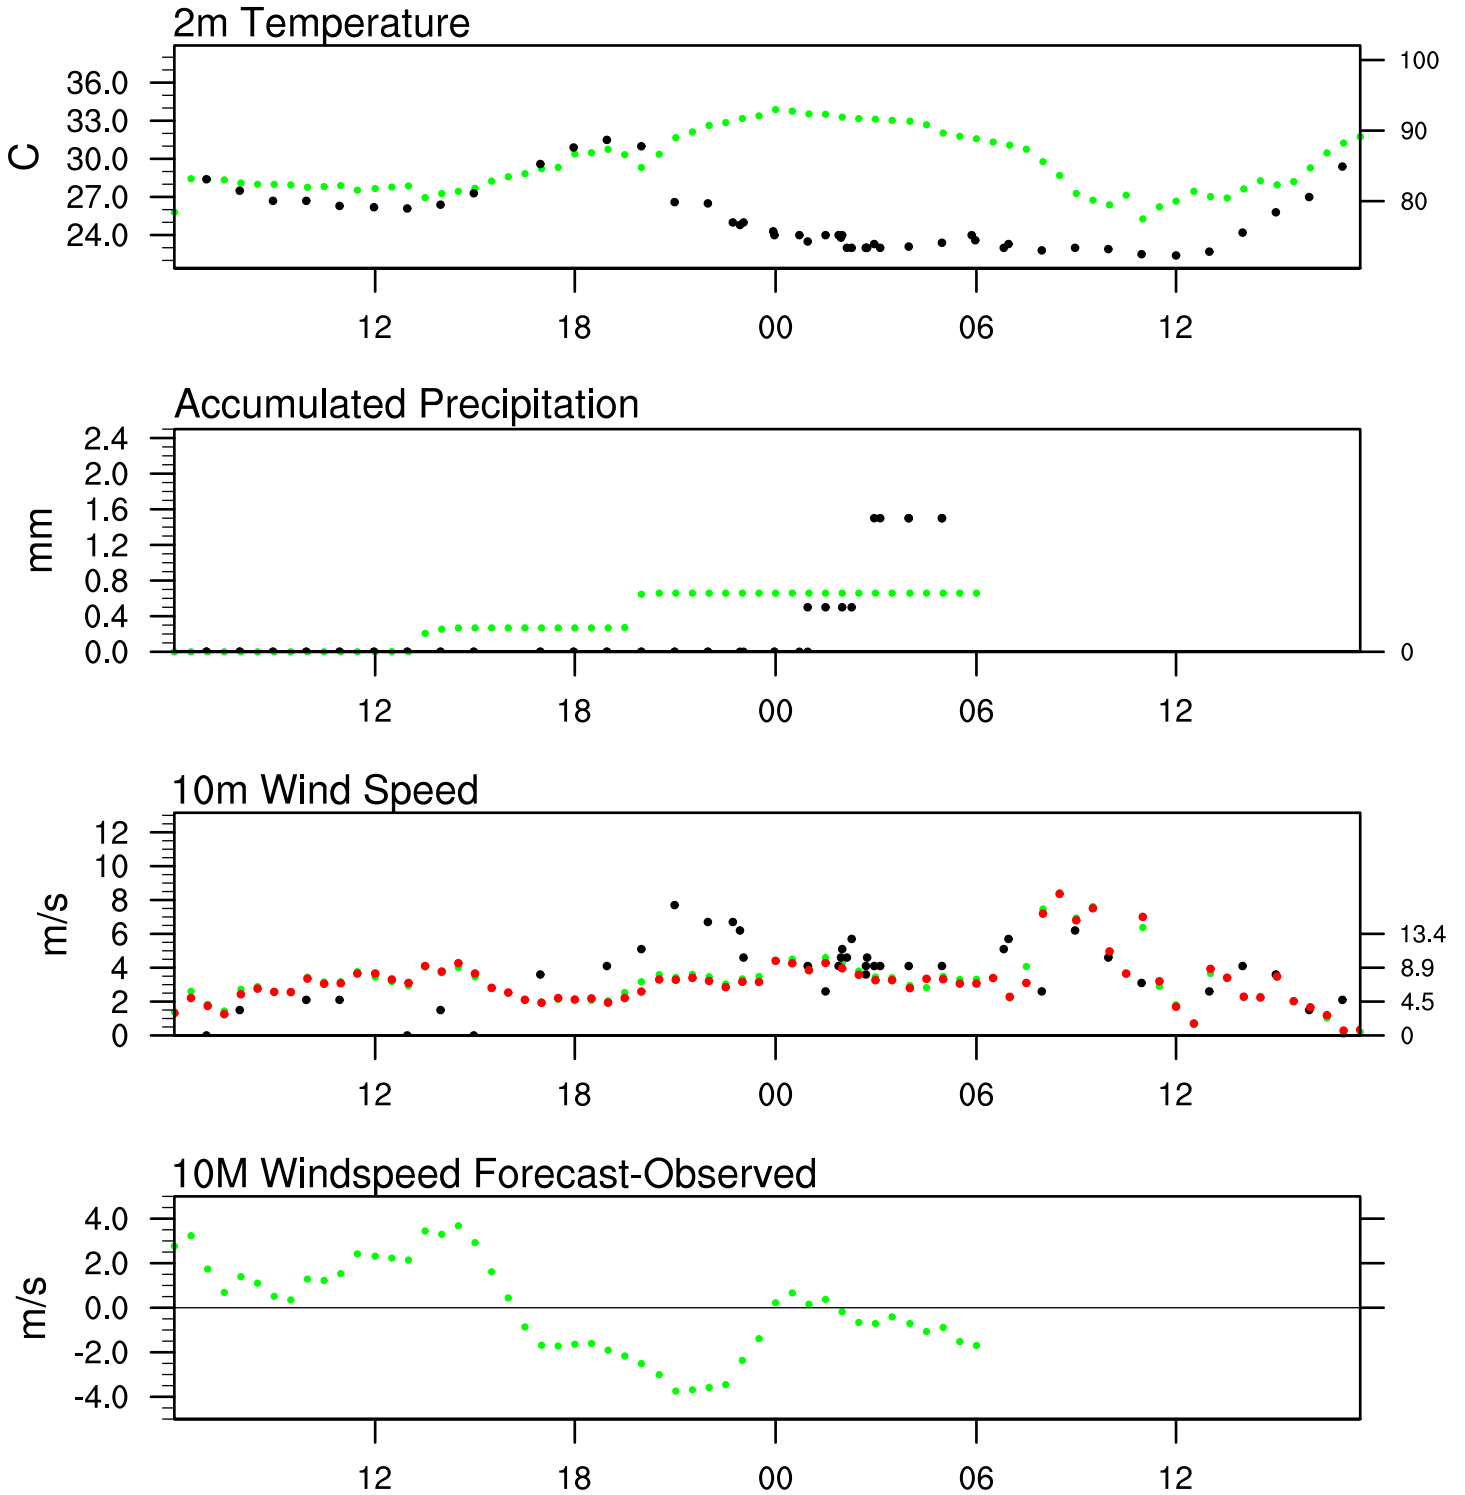 2m Temperature
36.0
33.0
30.0
27.0
24.0
C
100
90
80
12 18 00 06 12
Accumulated Precipitation
2.4
2.0
1.6
1.2
0.8
0.4
0.0
mm
0
12 18 00 06 12
10m Wind Speed
12
10
8
6
4
2
0
m/s
13.4
8.9
4.5
0
12 18 00 06 12
10M Windspeed Forecast-Observed
4.0
2.0
0.0
-2.0
-4.0
m/s
12 18 00 06 12